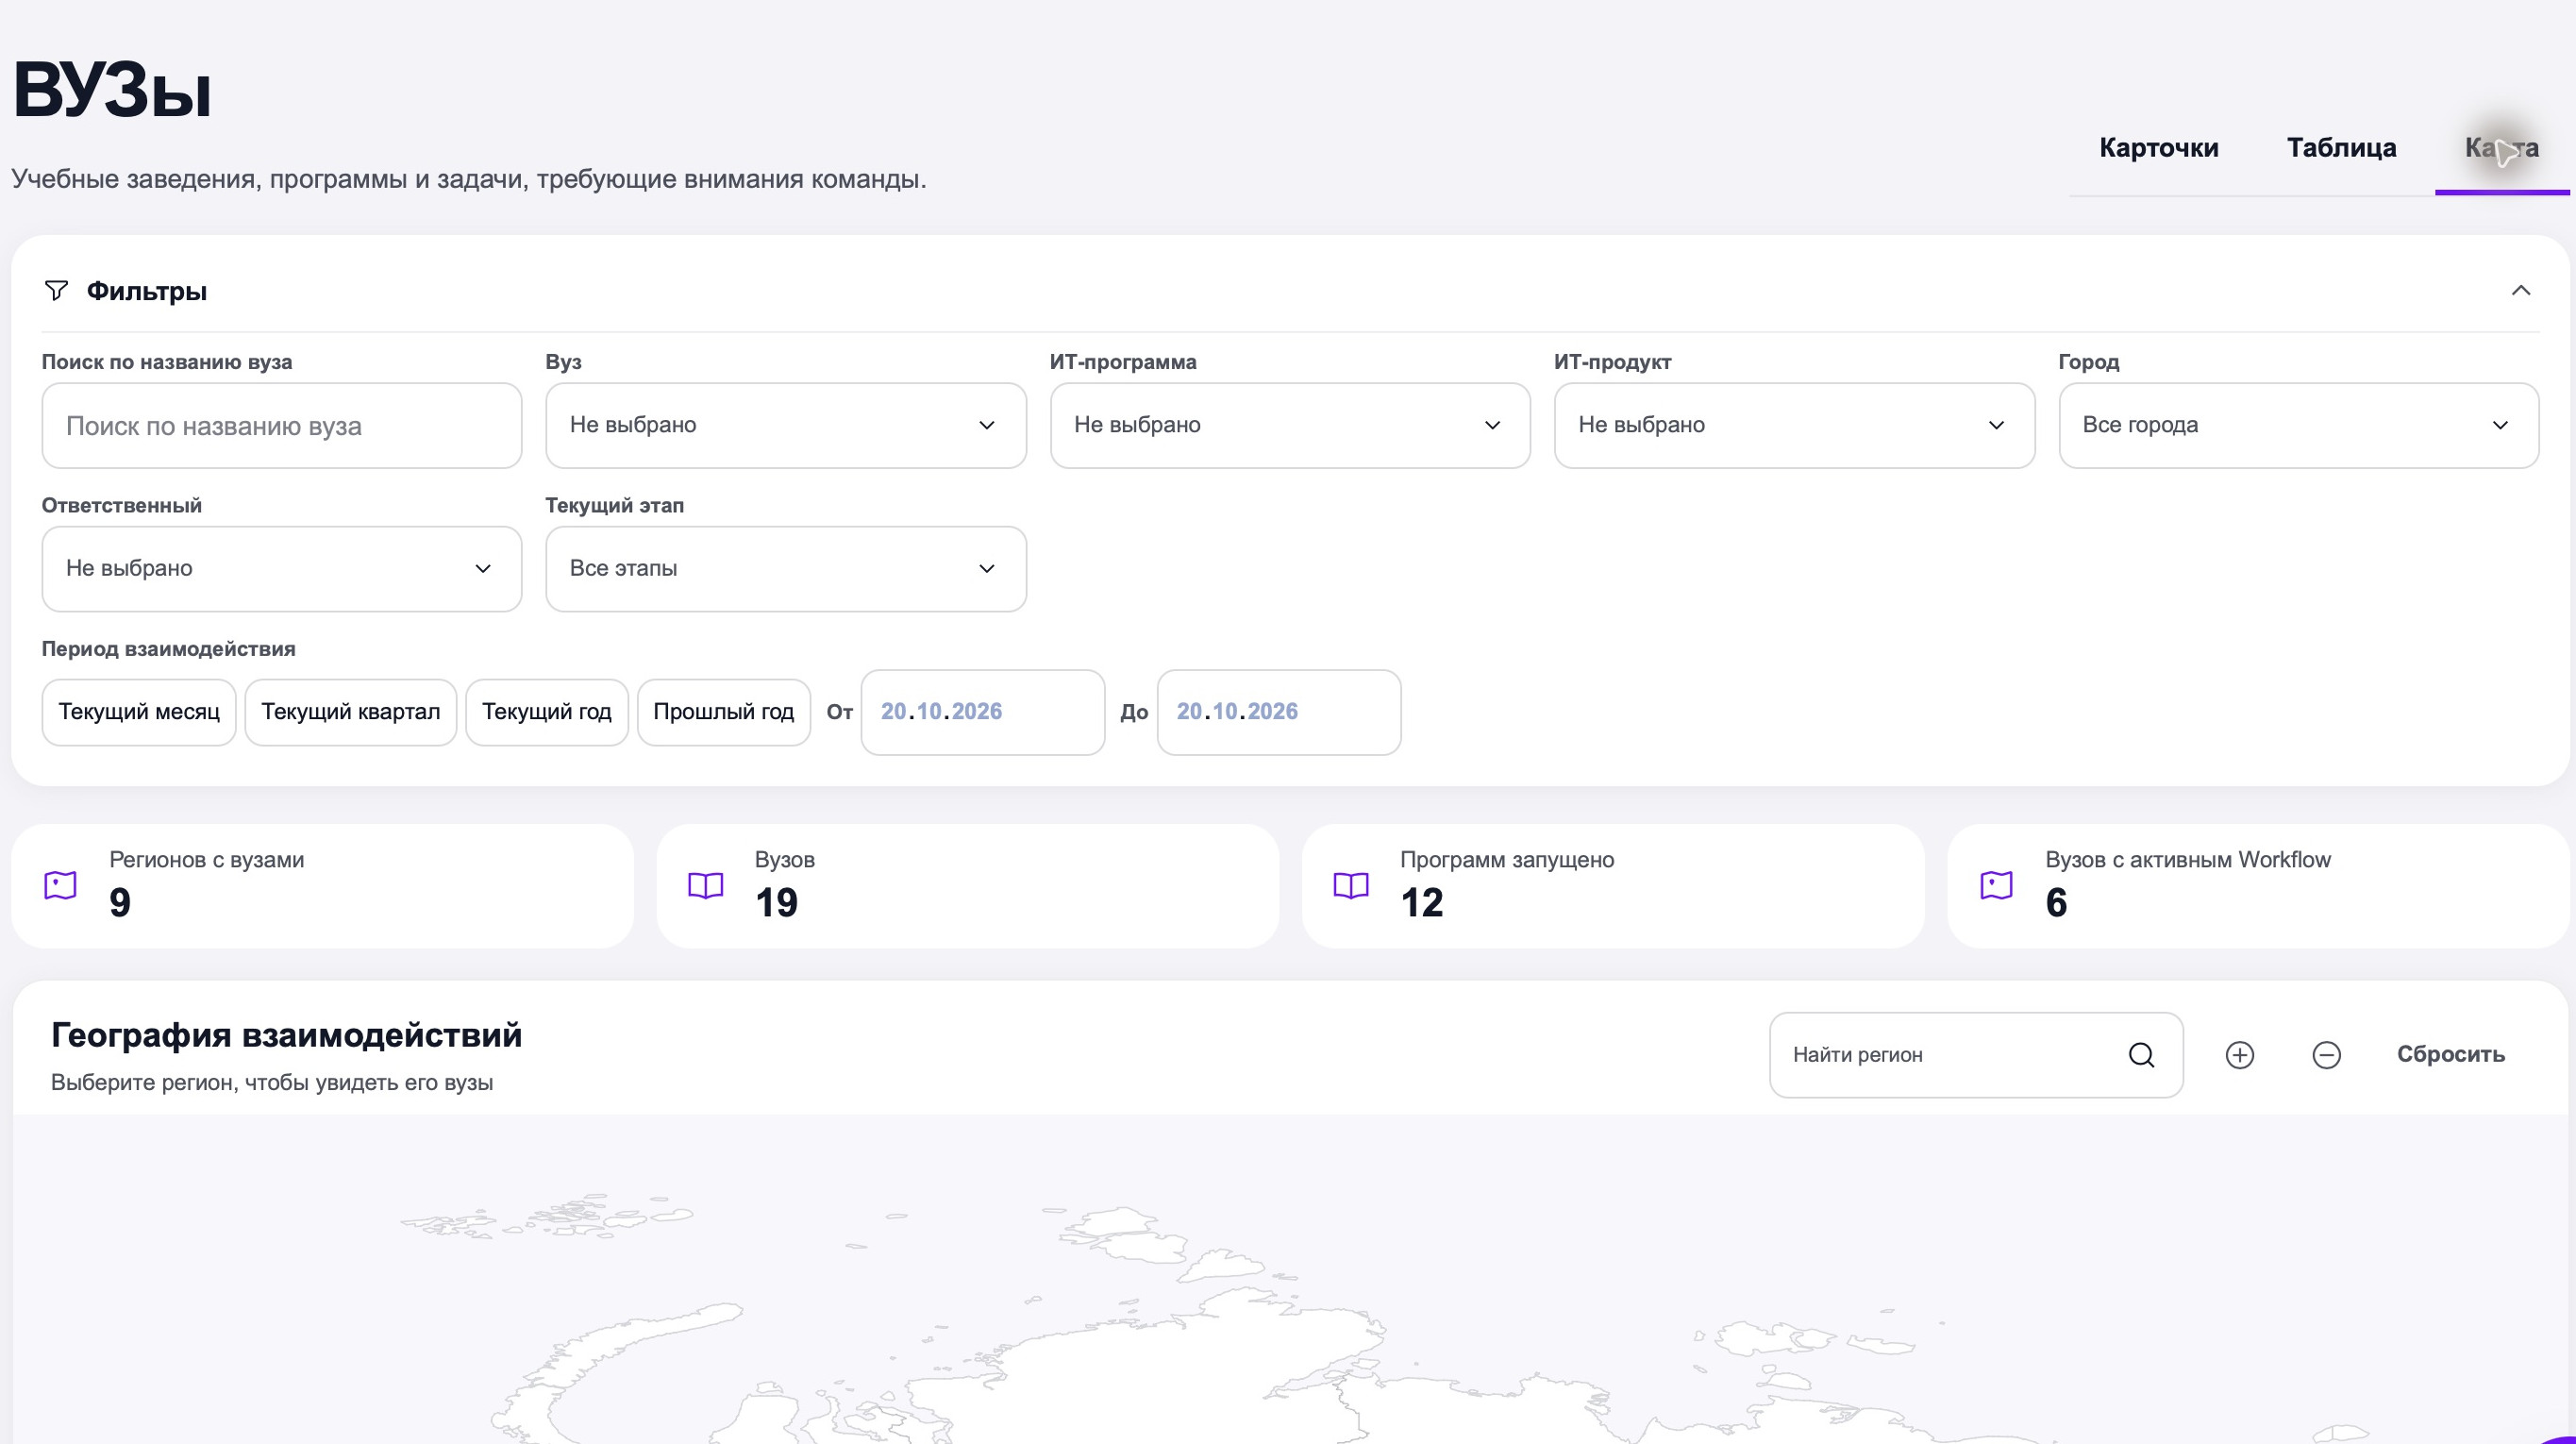 ВУЗы
Учебные заведения, программы и задачи, требующие внимания команды.
Карточки
Таблица
Карта
Фильтры
Поиск по названию вуза
Вуз
ИТ-программа
ИТ-продукт
Город
Поиск по названию вуза
Не выбрано
Не выбрано
Не выбрано
Все города
Ответственный
Текущий этап
Не выбрано
Все этапы
Период взаимодействия
Текущий месяц
Текущий квартал
Текущий год
Прошлый год
От
20.10.2026
До
20.10.2026
Регионов с вузами
9
Вузов
19
Программ запущено
12
Вузов с активным Workflow
6
География взаимодействий
Выберите регион, чтобы увидеть его вузы
Найти регион
Сбросить